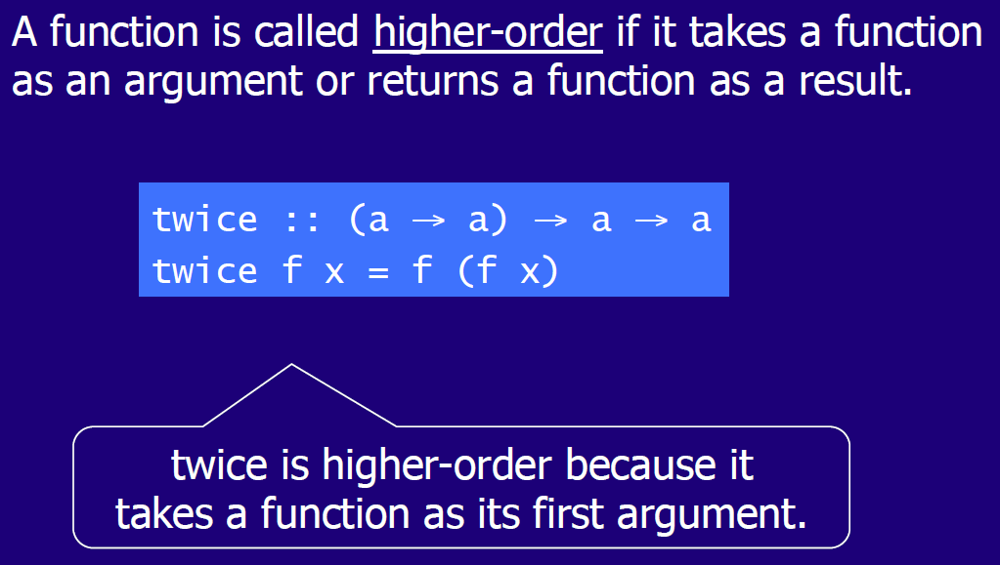 A function is called higher-order if it takes a function
as an argument or returns a function as a result.
twice :: (a → a) → a → a
twice f x = f (f x)
twice is higher-order because it
takes a function as its first argument.